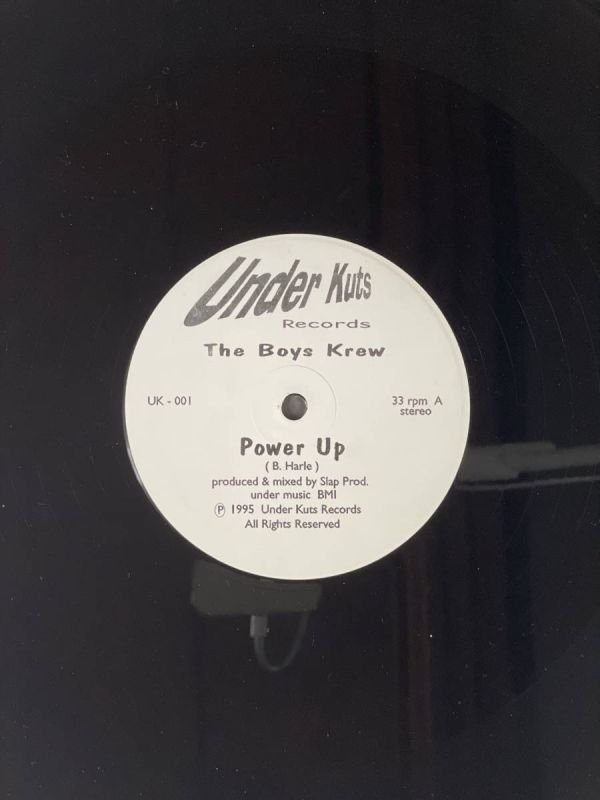 Under Kuts
Records
The Boys Krew
UK - 001
33 rpm A
stereo
Power Up
( B. Harle )
produced & mixed by Slap Prod.
under music BMI
℗ 1995 Under Kuts Records
All Rights Reserved